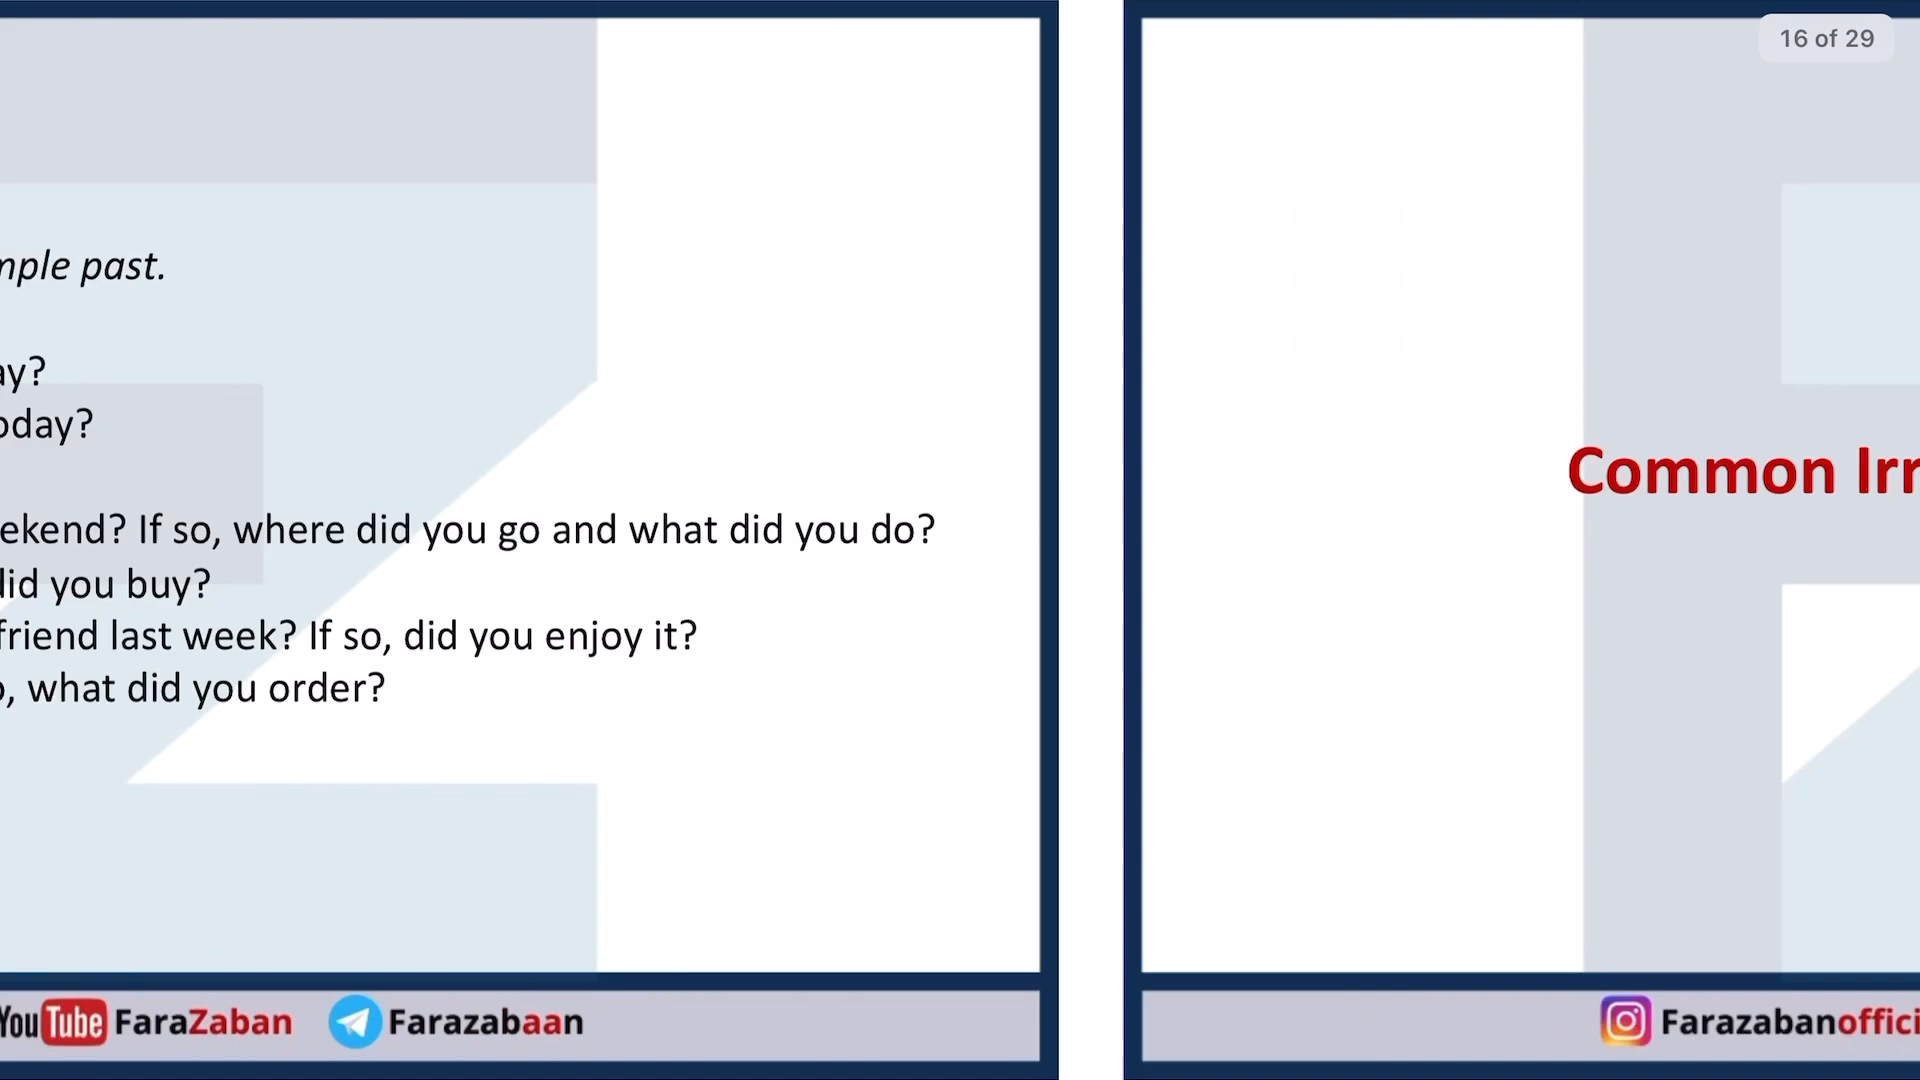 16 of 29
mple past.
ay?
oday?
ekend? If so, where did you go and what did you do?
did you buy?
friend last week? If so, did you enjoy it?
, what did you order?
Common Irr
YouTube FaraZaban Farazabaan
Farazabanoffici